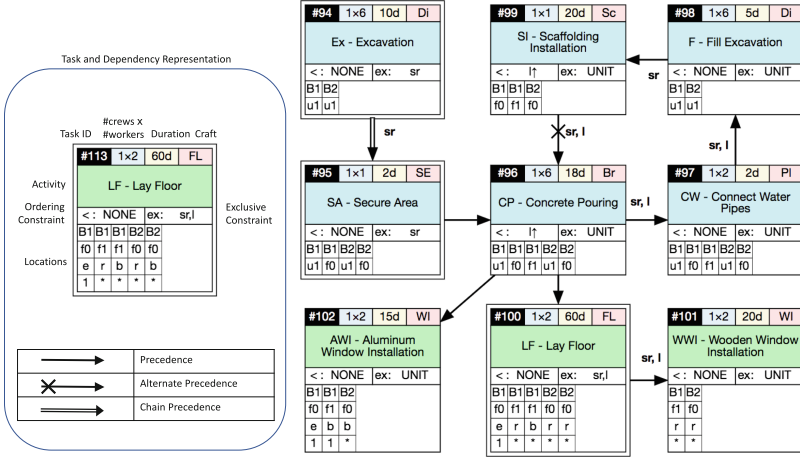 Task and Dependency Representation
#crews x
Task ID #workers Duration Craft
#113 1×2 60d FL
Activity
LF - Lay Floor
Ordering
Constraint
< : NONE ex: sr,l
Exclusive
Constraint
B1 B1 B1 B2 B2
f0 f1 f1 f0 f0
Locations
e r b r b
1 * * * *
Precedence
Alternate Precedence
Chain Precedence
#94 1×6 10d Di
Ex - Excavation
< : NONE ex: sr
B1 B2
u1 u1
sr
#99 1×1 20d Sc
SI - Scaffolding
Installation
< : l↑ ex: UNIT
B1 B1 B2
f0 f1 f0
sr, l
#98 1×6 5d Di
F - Fill Excavation
< : NONE ex: UNIT
B1 B2
u1 u1
sr
sr, l
#95 1×1 2d SE
SA - Secure Area
< : NONE ex: sr
B1 B1 B2 B2
u1 f0 u1 f0
#96 1×6 18d Br
CP - Concrete Pouring
< : l↑ ex: UNIT
B1 B1 B1 B2 B2
u1 f0 f1 u1 f0
sr, l
#97 1×2 2d Pl
CW - Connect Water
Pipes
< : NONE ex: UNIT
B1 B1 B1 B2 B2
u1 f0 f1 u1 f0
#102 1×2 15d WI
AWI - Aluminum
Window Installation
< : NONE ex: UNIT
B1 B1 B2
f0 f1 f0
e b b
1 1 *
#100 1×2 60d FL
LF - Lay Floor
< : NONE ex: sr,l
B1 B1 B1 B2 B2
f0 f1 f1 f0 f0
e r b r r
1 * * * *
sr, l
#101 1×2 20d WI
WWI - Wooden Window
Installation
< : NONE ex: UNIT
B1 B2
f1 f0
r r
* *